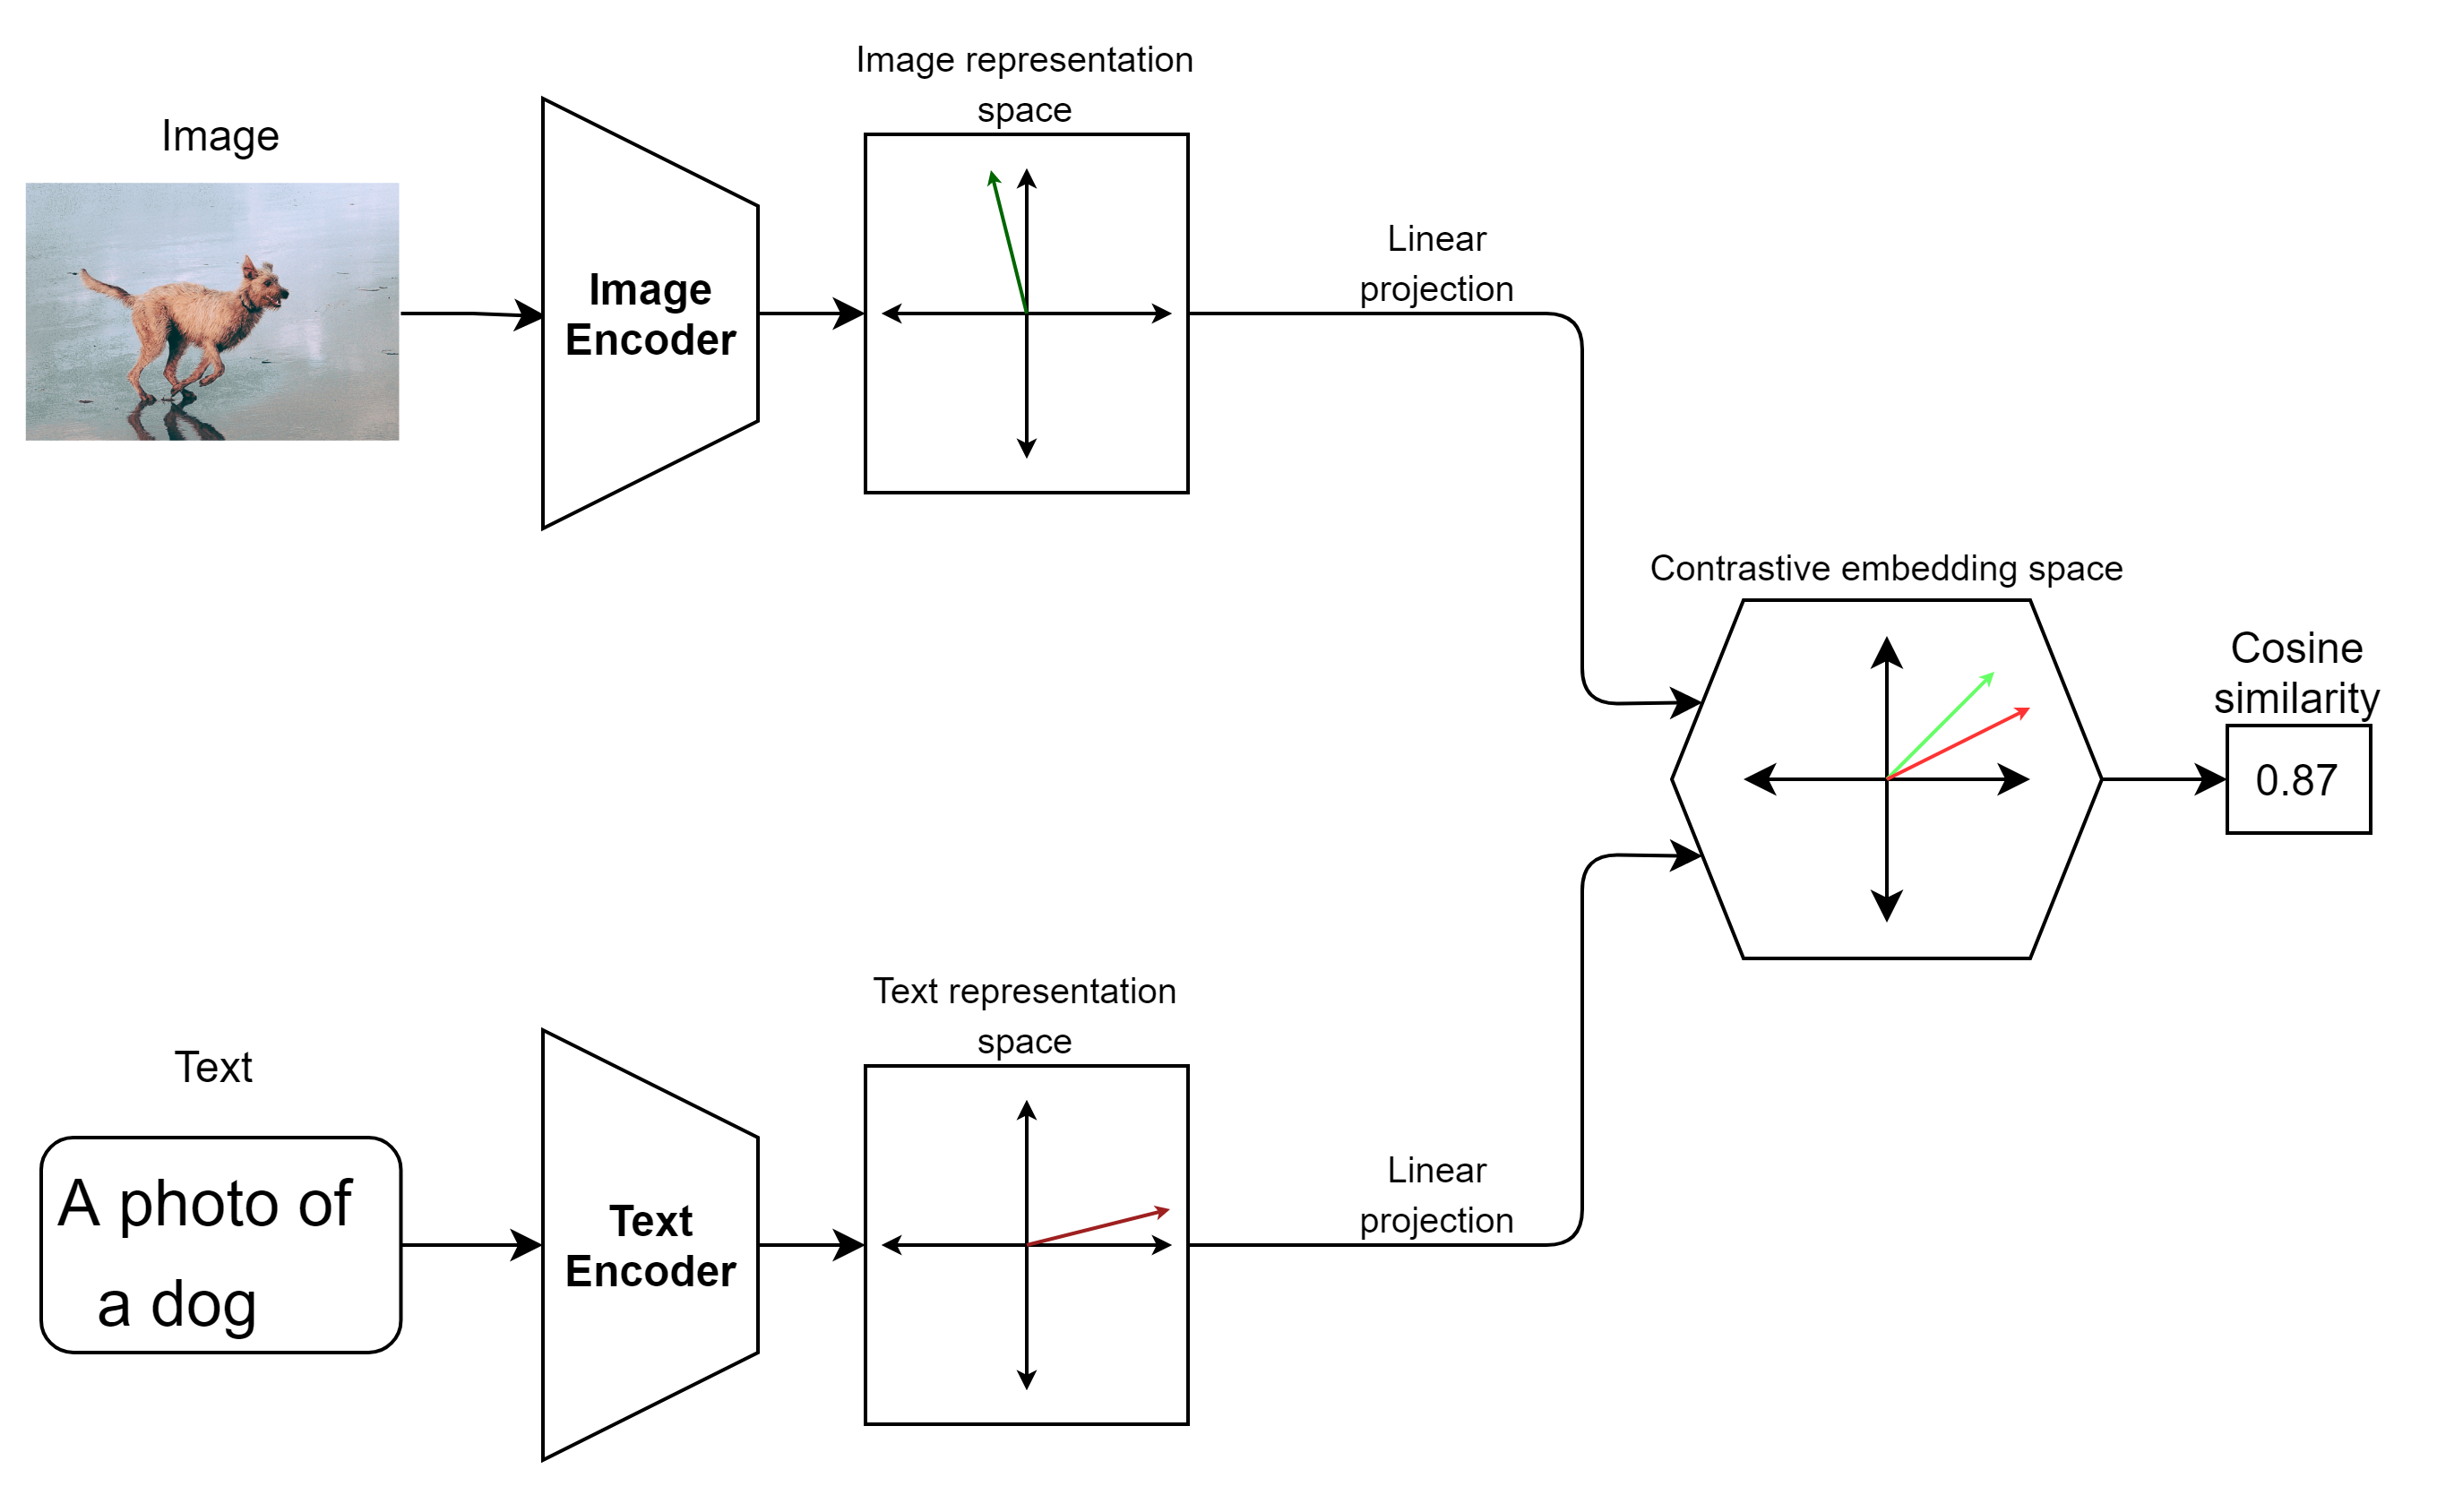 Image
Image
Encoder
Image representation
space
Linear
projection
Contrastive embedding space
Cosine
similarity
0.87
Text
A photo of
a dog
Text
Encoder
Text representation
space
Linear
projection